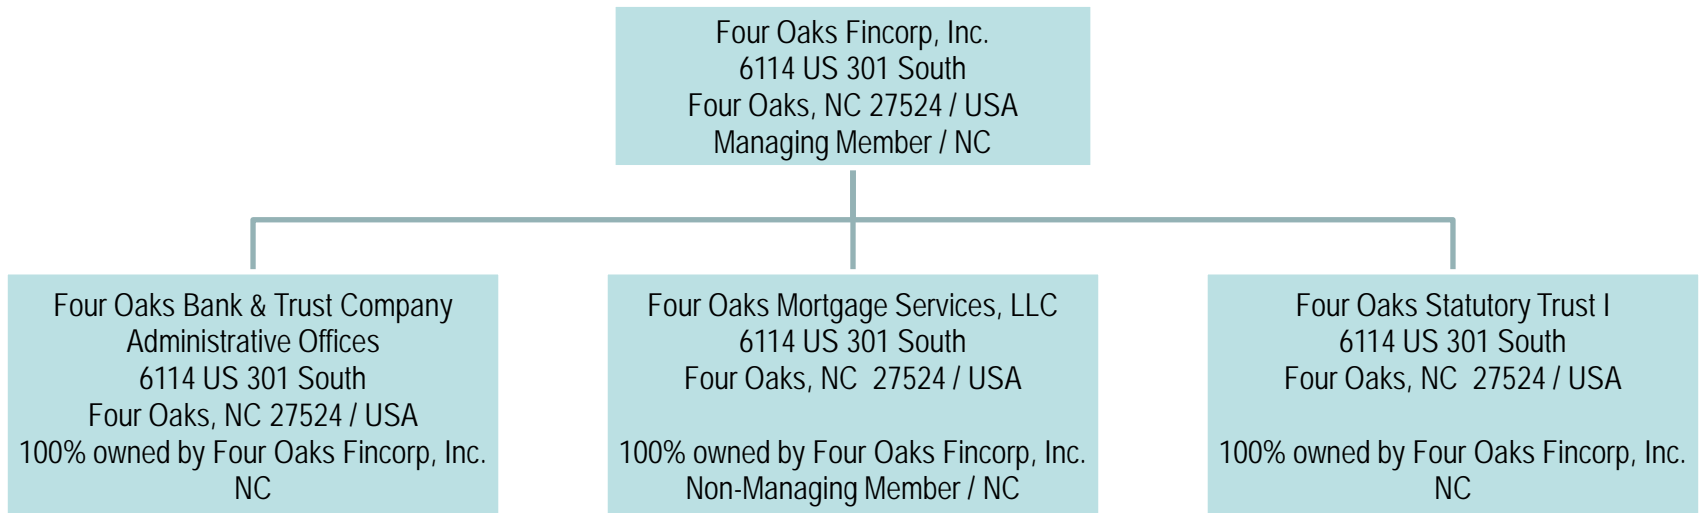 Four Oaks Fincorp, Inc.
6114 US 301 South
Four Oaks, NC 27524 / USA
Managing Member / NC
Four Oaks Bank & Trust Company
Administrative Offices
6114 US 301 South
Four Oaks, NC 27524 / USA
100% owned by Four Oaks Fincorp, Inc.
NC
Four Oaks Mortgage Services, LLC
6114 US 301 South
Four Oaks, NC  27524 / USA
100% owned by Four Oaks Fincorp, Inc.
Non-Managing Member / NC
Four Oaks Statutory Trust I
6114 US 301 South
Four Oaks, NC  27524 / USA
100% owned by Four Oaks Fincorp, Inc.
NC